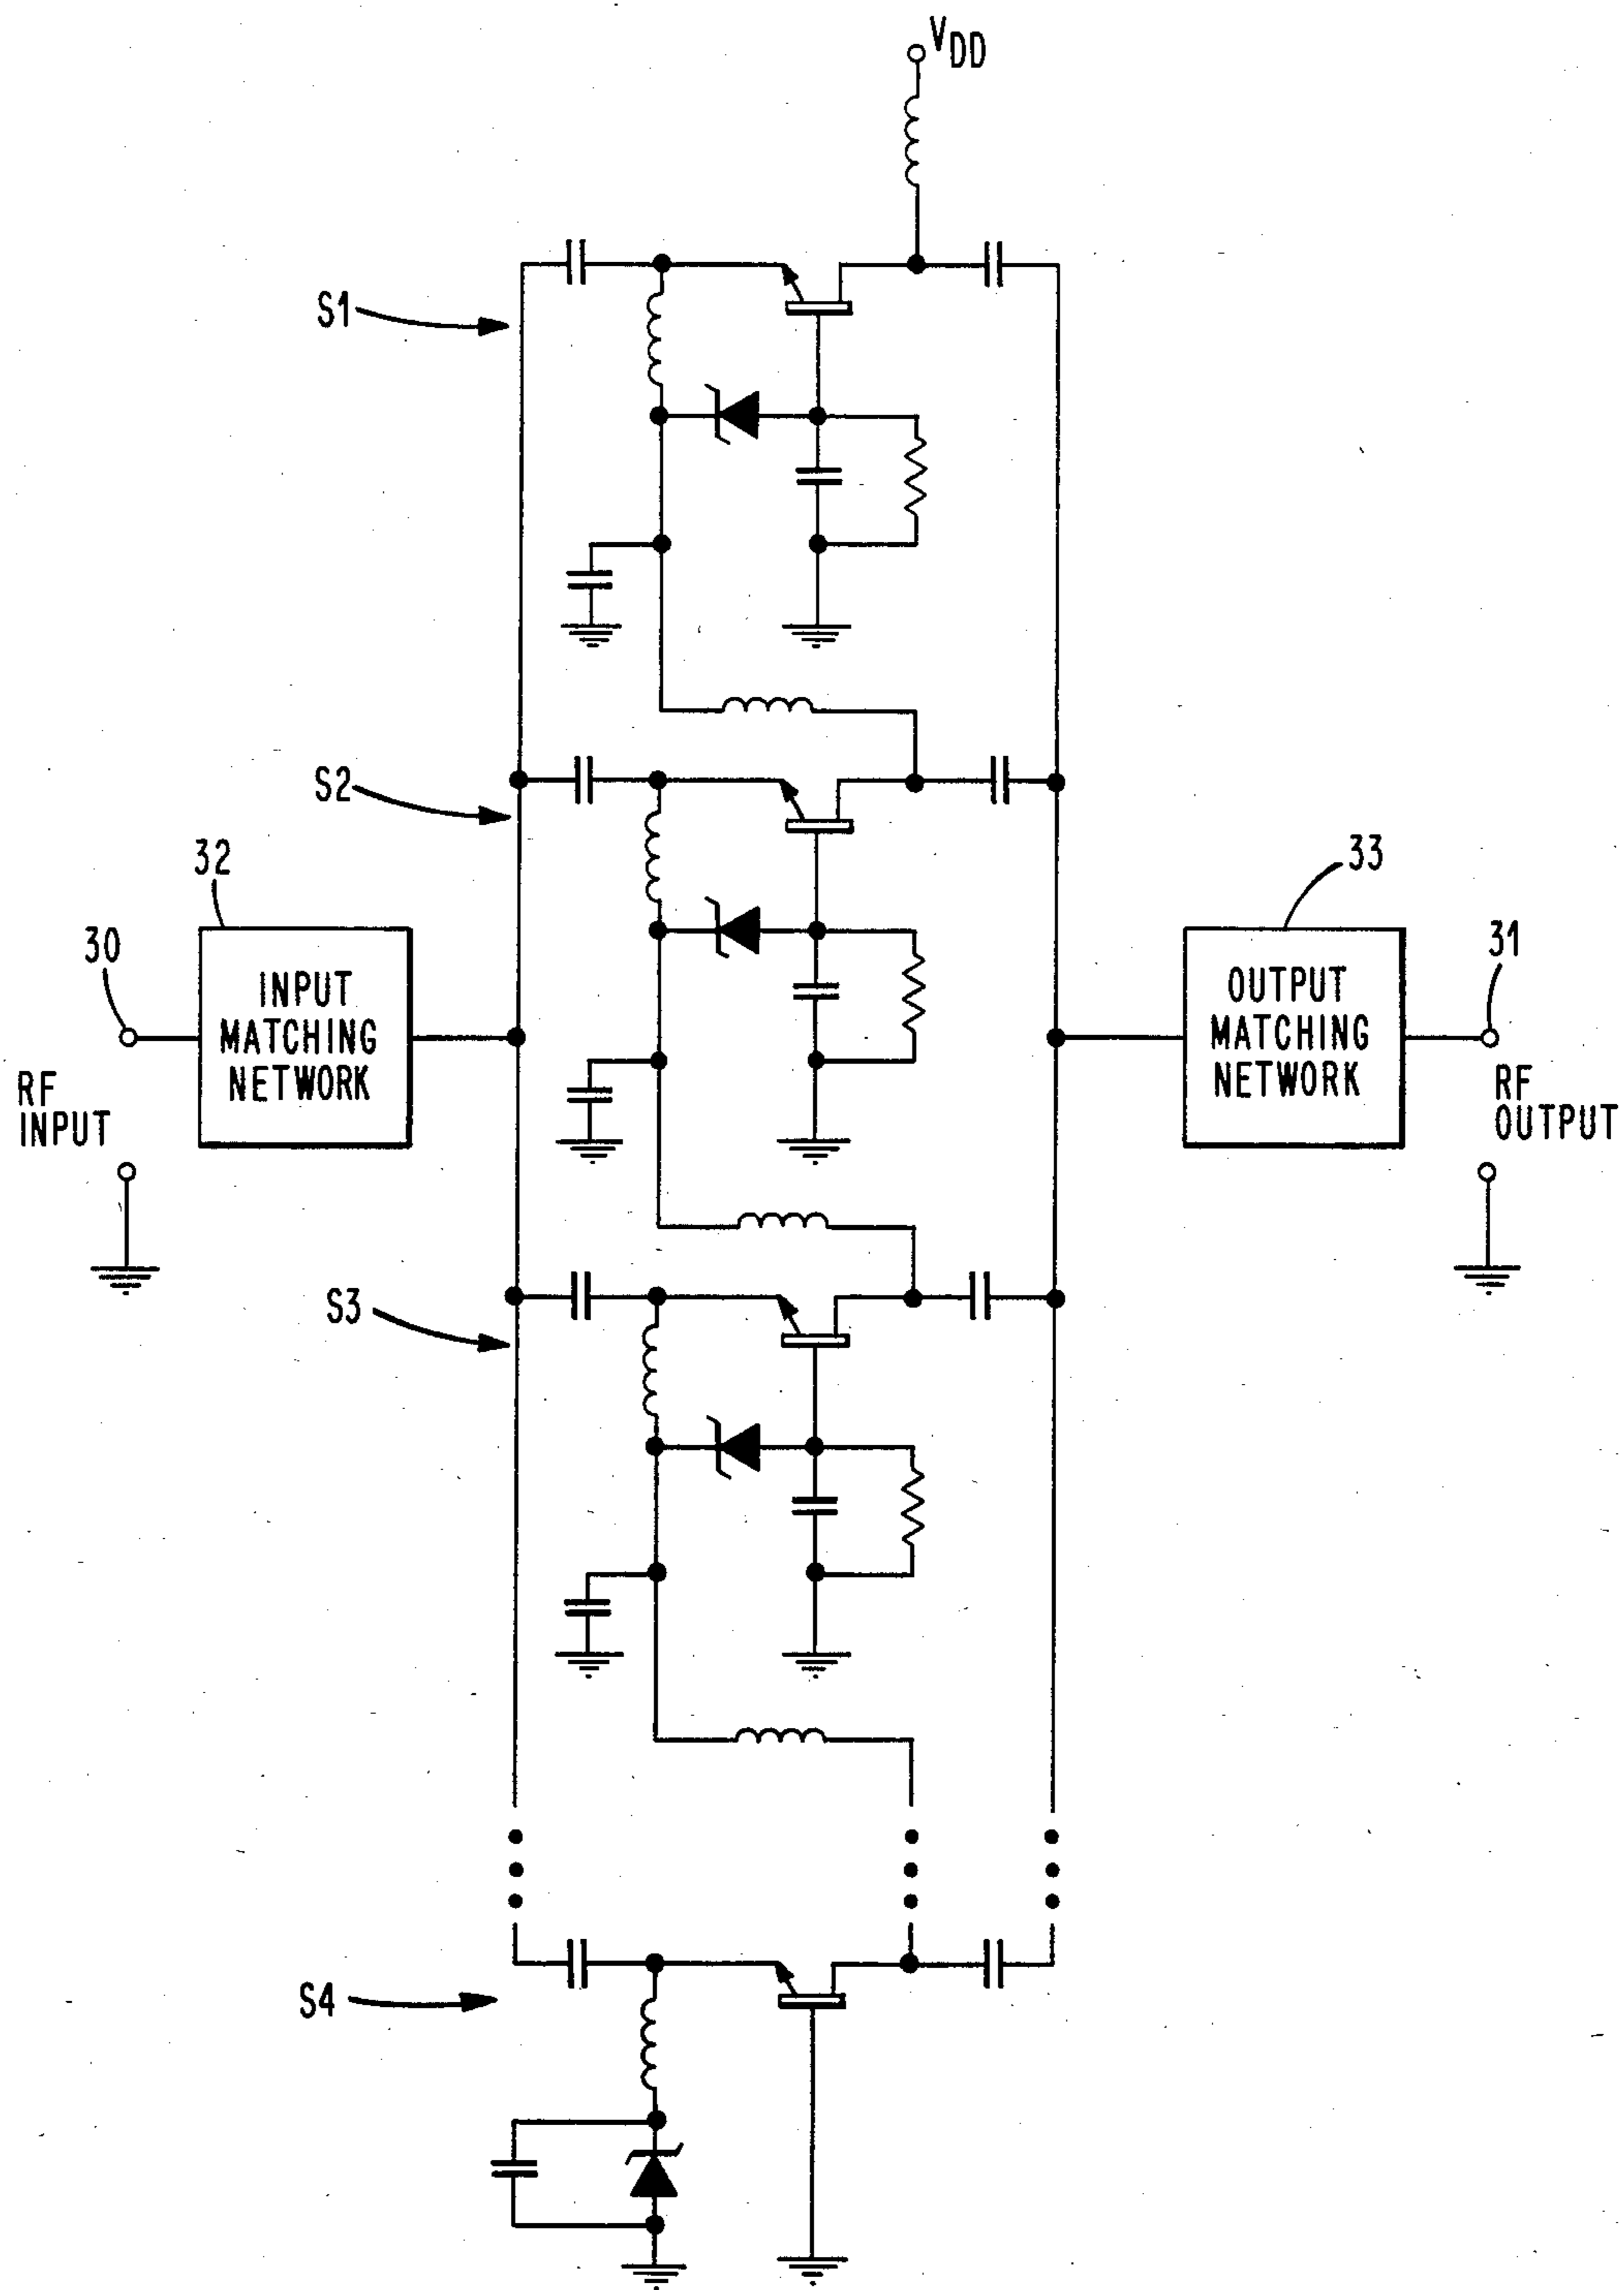 VDD
S1
S2
32
33
30
31
INPUT
MATCHING
NETWORK
OUTPUT
MATCHING
NETWORK
RF
INPUT
RF
OUTPUT
S3
S4